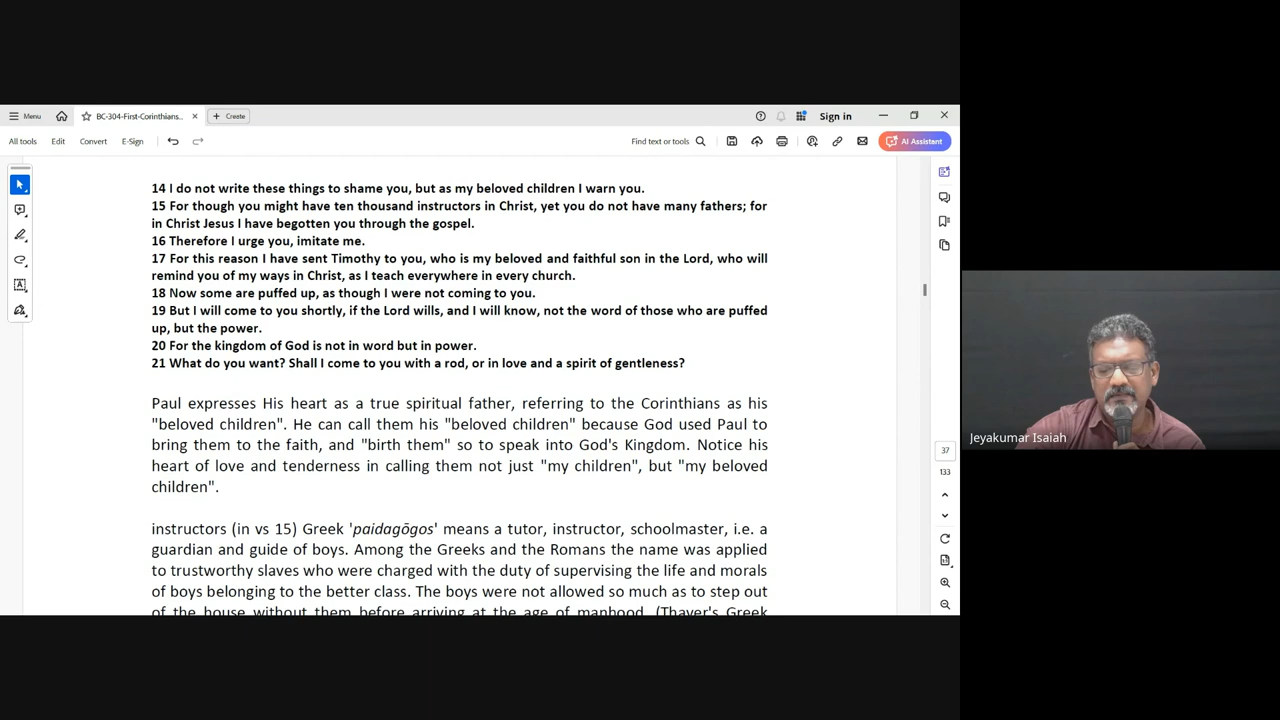 Menu
BC-304-First-Corinthians...
Create
Sign in
All tools
Edit
Convert
E-Sign
Find text or tools
AI Assistant
14 I do not write these things to shame you, but as my beloved children I warn you.
15 For though you might have ten thousand instructors in Christ, yet you do not have many fathers; for
in Christ Jesus I have begotten you through the gospel.
16 Therefore I urge you, imitate me.
17 For this reason I have sent Timothy to you, who is my beloved and faithful son in the Lord, who will
remind you of my ways in Christ, as I teach everywhere in every church.
18 Now some are puffed up, as though I were not coming to you.
19 But I will come to you shortly, if the Lord wills, and I will know, not the word of those who are puffed
up, but the power.
20 For the kingdom of God is not in word but in power.
21 What do you want? Shall I come to you with a rod, or in love and a spirit of gentleness?
Paul expresses His heart as a true spiritual father, referring to the Corinthians as his
"beloved children". He can call them his "beloved children" because God used Paul to
bring them to the faith, and "birth them" so to speak into God's Kingdom. Notice his
heart of love and tenderness in calling them not just "my children", but "my beloved
children".
instructors (in vs 15) Greek 'paidagōgos' means a tutor, instructor, schoolmaster, i.e. a
guardian and guide of boys. Among the Greeks and the Romans the name was applied
to trustworthy slaves who were charged with the duty of supervising the life and morals
of boys belonging to the better class. The boys were not allowed so much as to step out
of the house without them before arriving at the age of manhood. (Thayer's Greek
37
133
Jeyakumar Isaiah